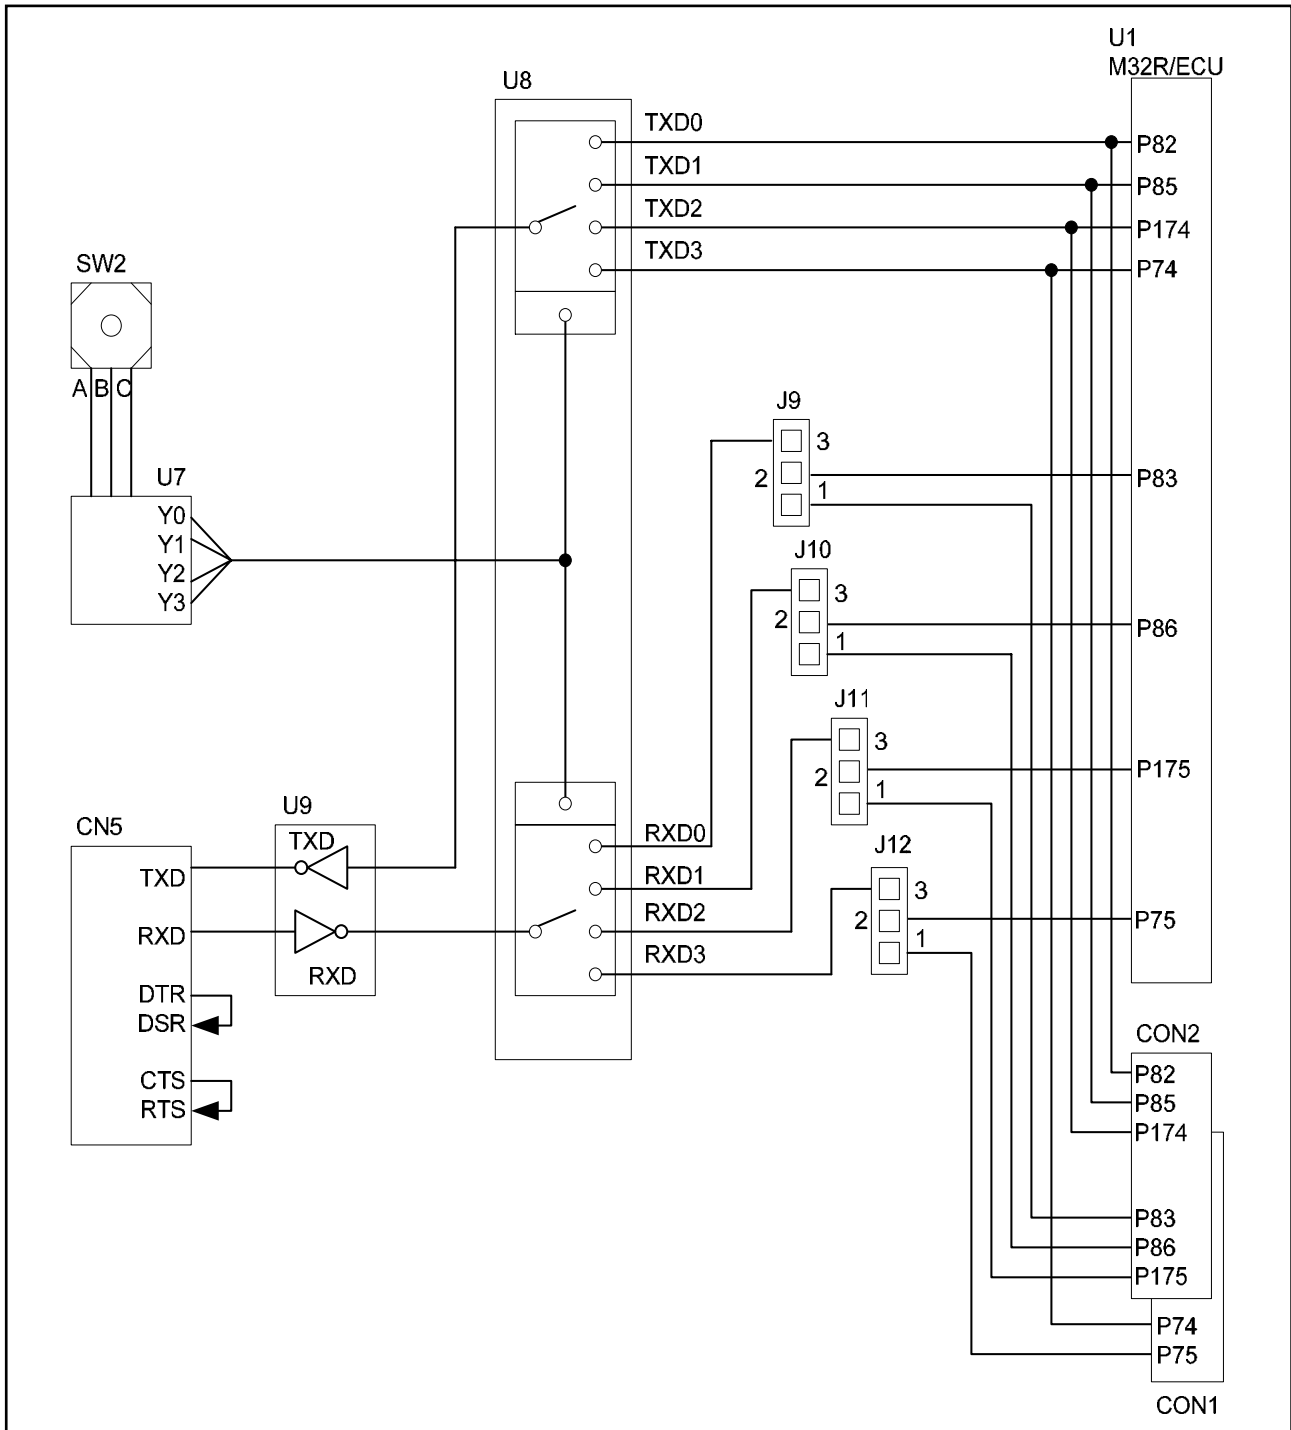 U1
M32R/ECU
U8
TXD0
P82
TXD1
P85
TXD2
P174
TXD3
P74
SW2
A B C
J9
3
2
1
P83
U7
Y0
Y1
Y2
Y3
J10
3
2
1
P86
J11
3
2
1
P175
U9
CN5
TXD
TXD
RXD
RXD
DTR
DSR
CTS
RTS
RXD0
RXD1
RXD2
RXD3
J12
3
2
1
P75
CON2
P82
P85
P174
P83
P86
P175
P74
P75
CON1